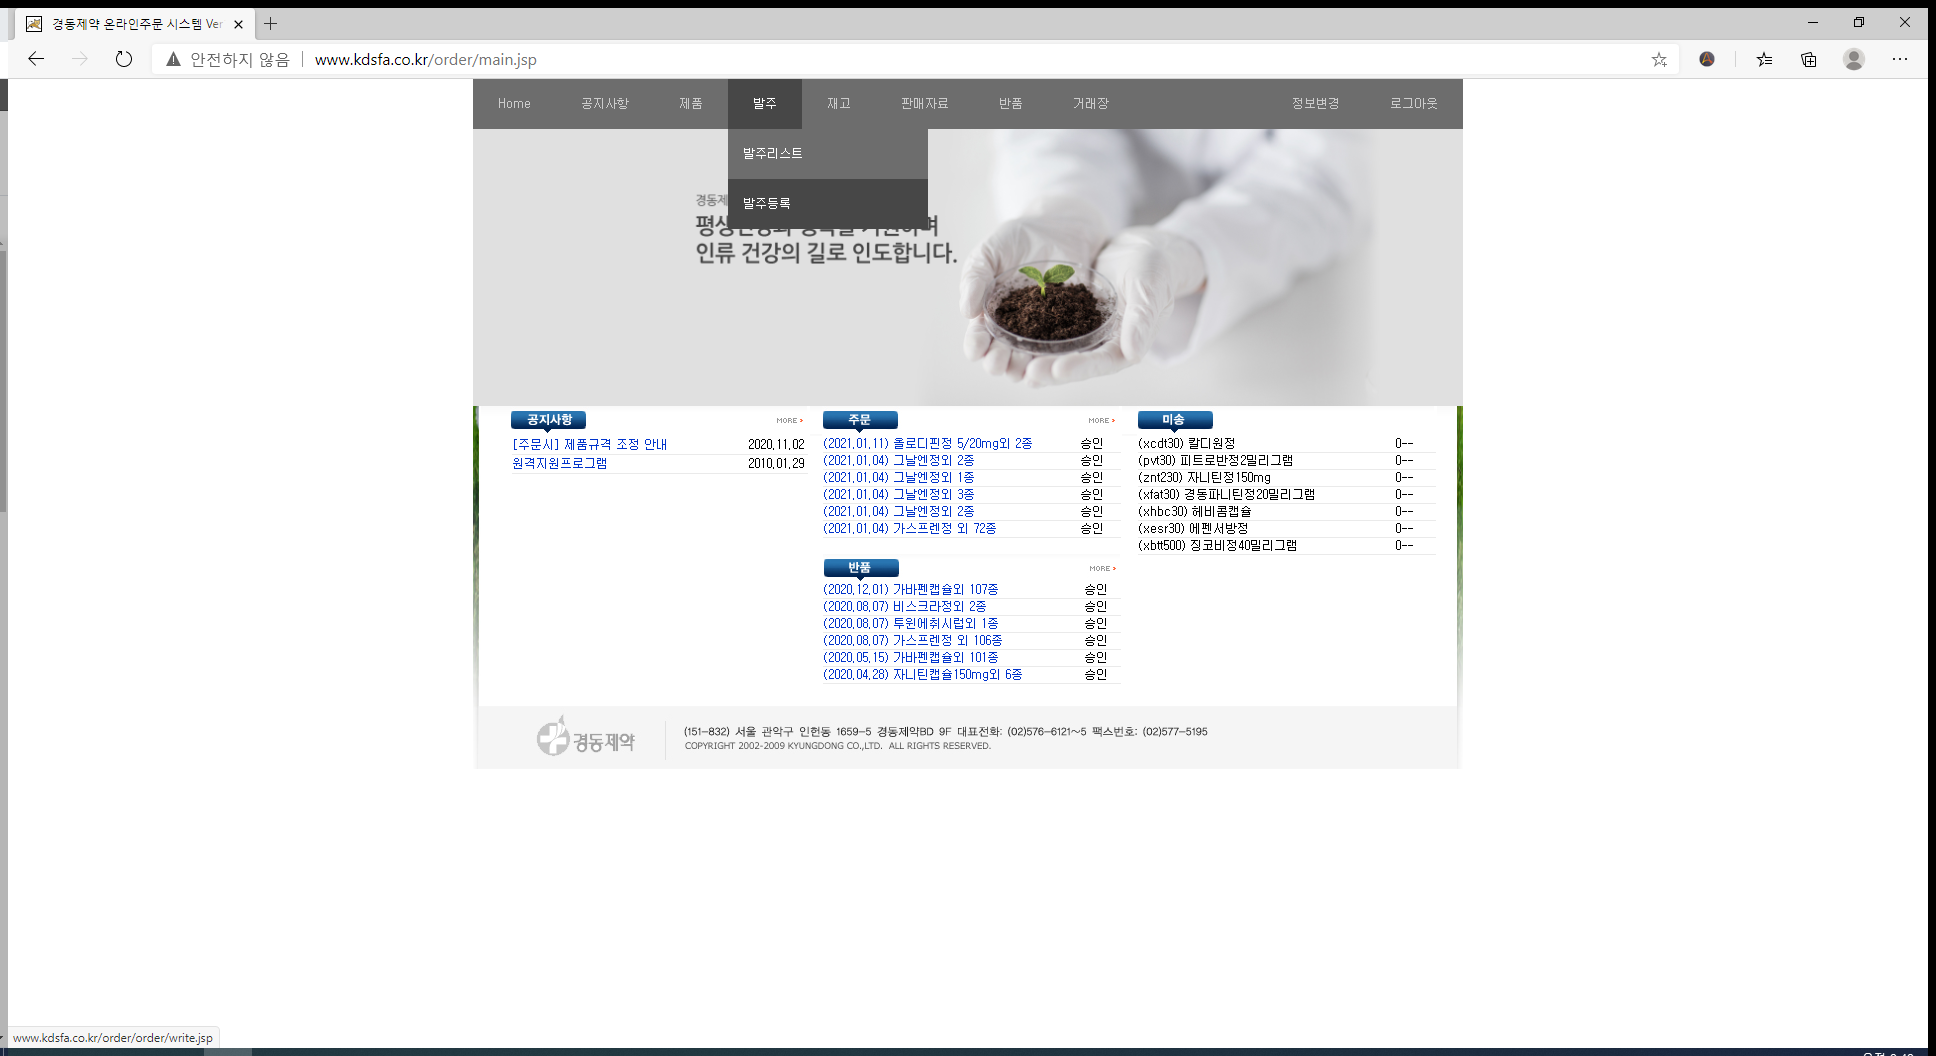 경동제약 온라인주문 시스템 Ver
안전하지 않음
www.kdsfa.co.kr/order/main.jsp
Home 공지사항 제품 발주 재고 판매자료 반품 거래장 정보변경 로그아웃
발주리스트
발주등록
경동제
인류 건강의 길로 인도합니다.
공지사항 MORE
[주문시] 제품규격 조정 안내 2020.11.02
원격지원프로그램 2010.01.29
주문 MORE
(2021.01.11) 올로디핀정 5/20mg외 2종 승인
(2021.01.04) 그날엔정외 2종 승인
(2021.01.04) 그날엔정외 1종 승인
(2021.01.04) 그날엔정외 3종 승인
(2021.01.04) 그날엔정외 2종 승인
(2021.01.04) 가스프렌정 외 72종 승인
반품 MORE
(2020.12.01) 가바펜캡슐외 107종 승인
(2020.08.07) 비스크라정외 2종 승인
(2020.08.07) 투윈에취시럽외 1종 승인
(2020.08.07) 가스프렌정 외 106종 승인
(2020.05.15) 가바펜캡슐외 101종 승인
(2020.04.28) 자니틴캡슐150mg외 6종 승인
미송
(xcdt30) 칼디원정 0--
(pvt30) 피트로반정2밀리그램 0--
(znt230) 자니틴정150mg 0--
(xfat30) 경동파니틴정20밀리그램 0--
(xhbc30) 헤비콤캡슐 0--
(xesr30) 에펜서방정 0--
(xbtt500) 징코비정40밀리그램 0--
경동제약
(151-832) 서울 관악구 인헌동 1659-5 경동제약BD 9F 대표전화: (02)576-6121~5 팩스번호: (02)577-5195
COPYRIGHT 2002-2009 KYUNGDONG CO.,LTD. ALL RIGHTS RESERVED.
www.kdsfa.co.kr/order/order/write.jsp